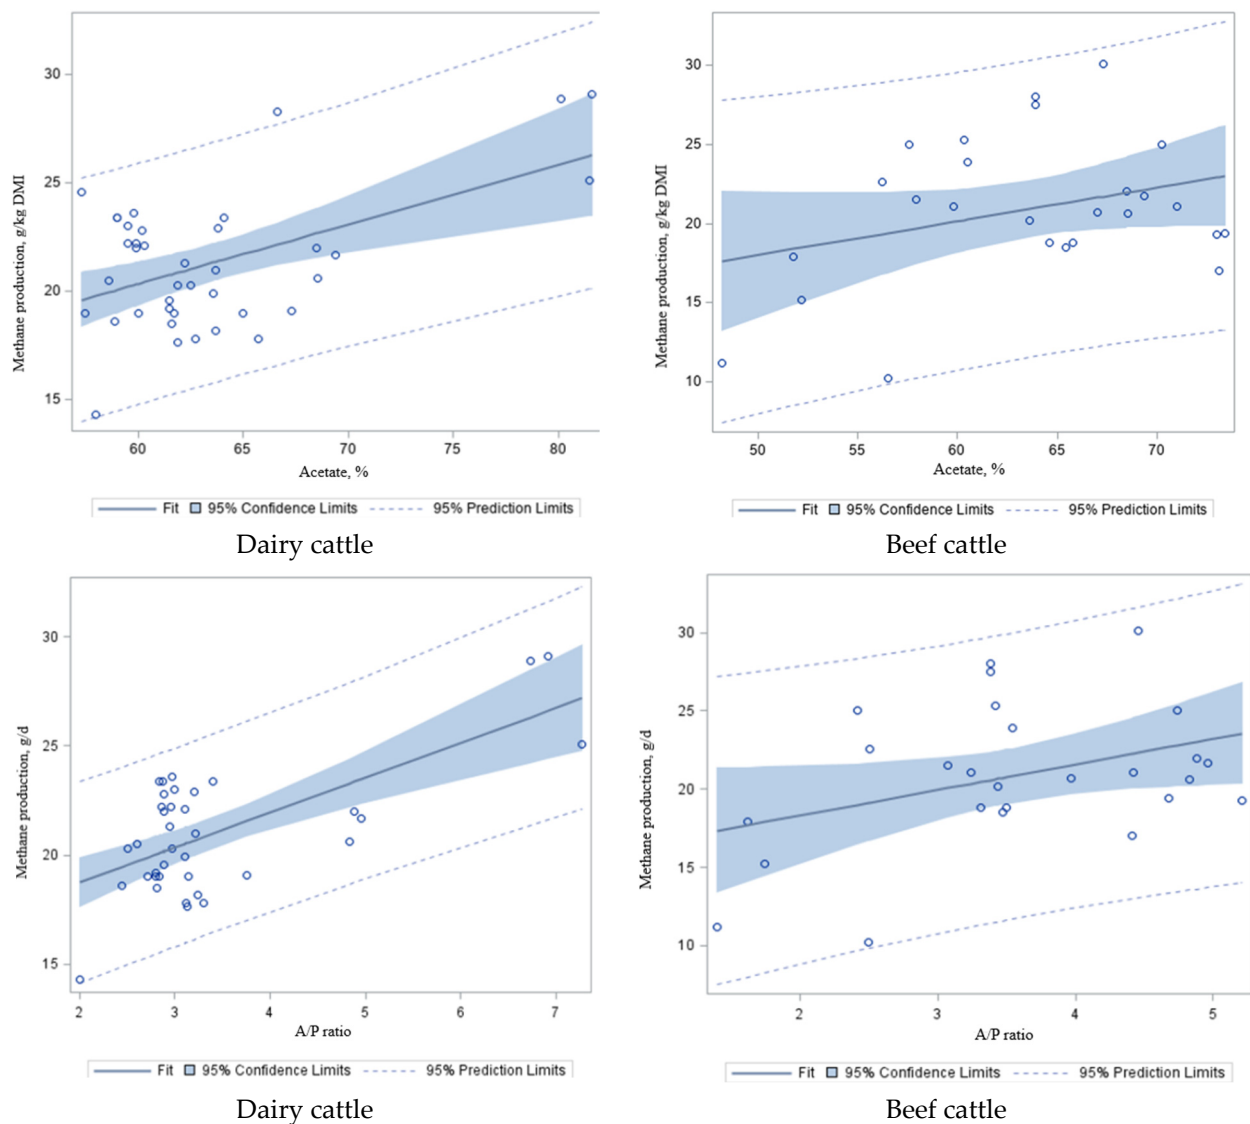 Methane production, g/kg DMI
30
25
20
15
60 65 70 75 80
Acetate, %
Fit 95% Confidence Limits 95% Prediction Limits
Dairy cattle
Methane production, g/kg DMI
30
25
20
15
10
50 55 60 65 70
Acetate, %
Fit 95% Confidence Limits 95% Prediction Limits
Beef cattle
Methane production, g/d
30
25
20
15
2 3 4 5 6 7
A/P ratio
Fit 95% Confidence Limits 95% Prediction Limits
Dairy cattle
Methane production, g/d
30
25
20
15
10
2 3 4 5
A/P ratio
Fit 95% Confidence Limits 95% Prediction Limits
Beef cattle